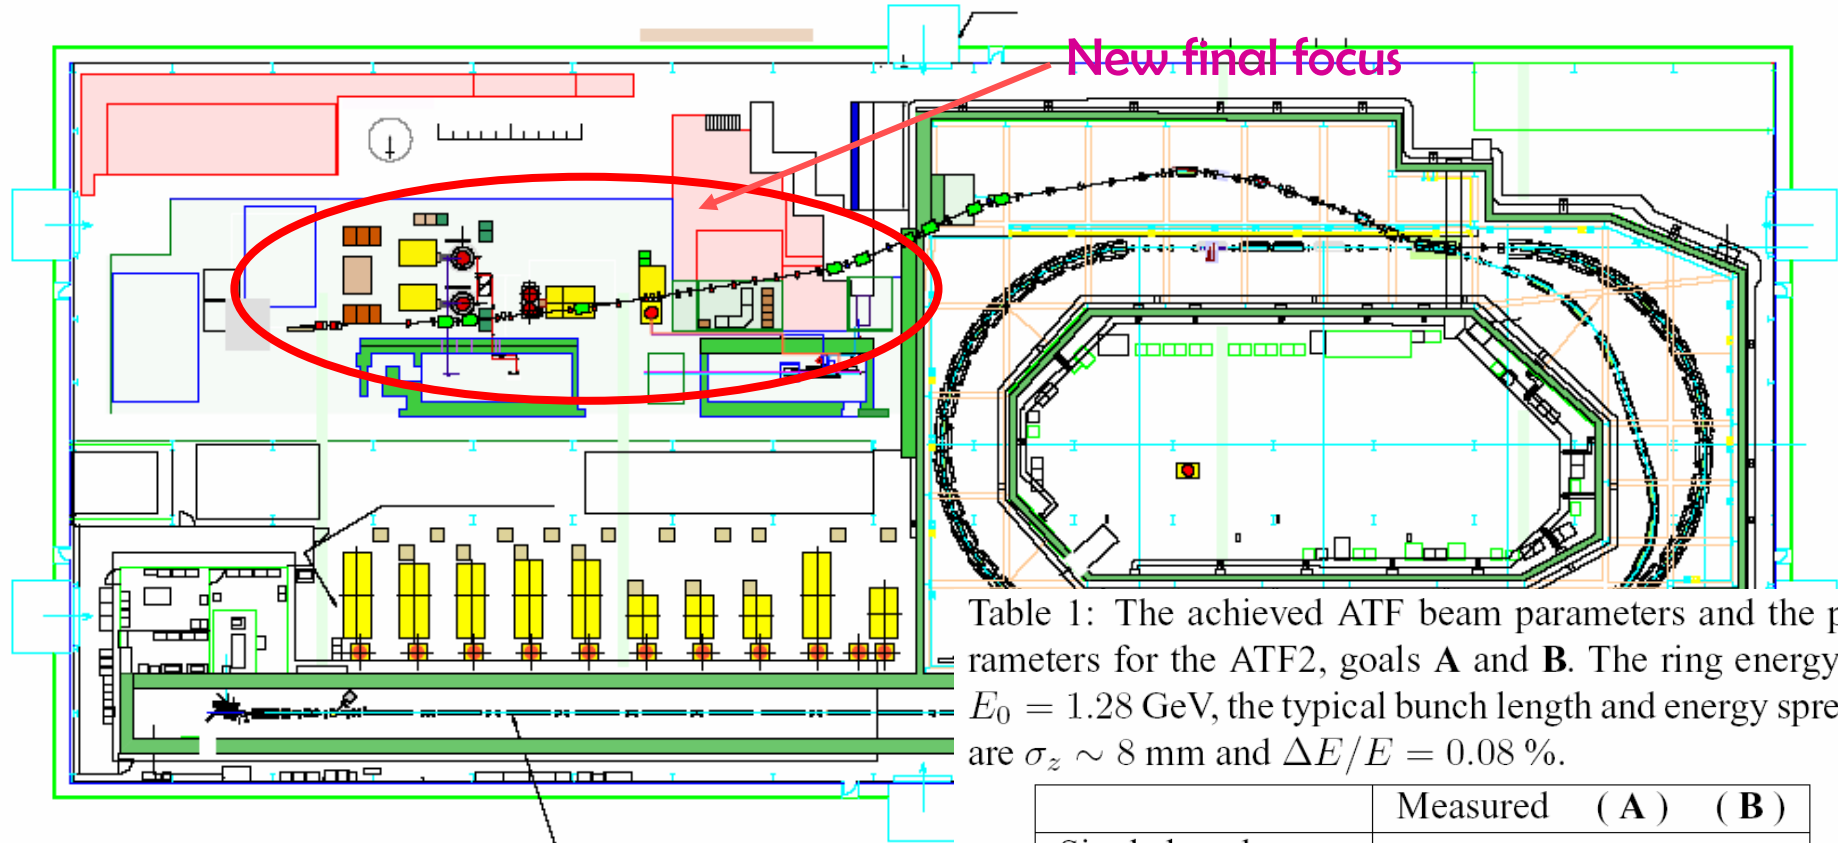 New final focus
Table 1: The achieved ATF beam parameters and the p
rameters for the ATF2, goals A and B. The ring energy
E₀ = 1.28 GeV, the typical bunch length and energy spre
are σ_z ∼ 8 mm and ΔE/E = 0.08 %.
Measured ( A ) ( B )